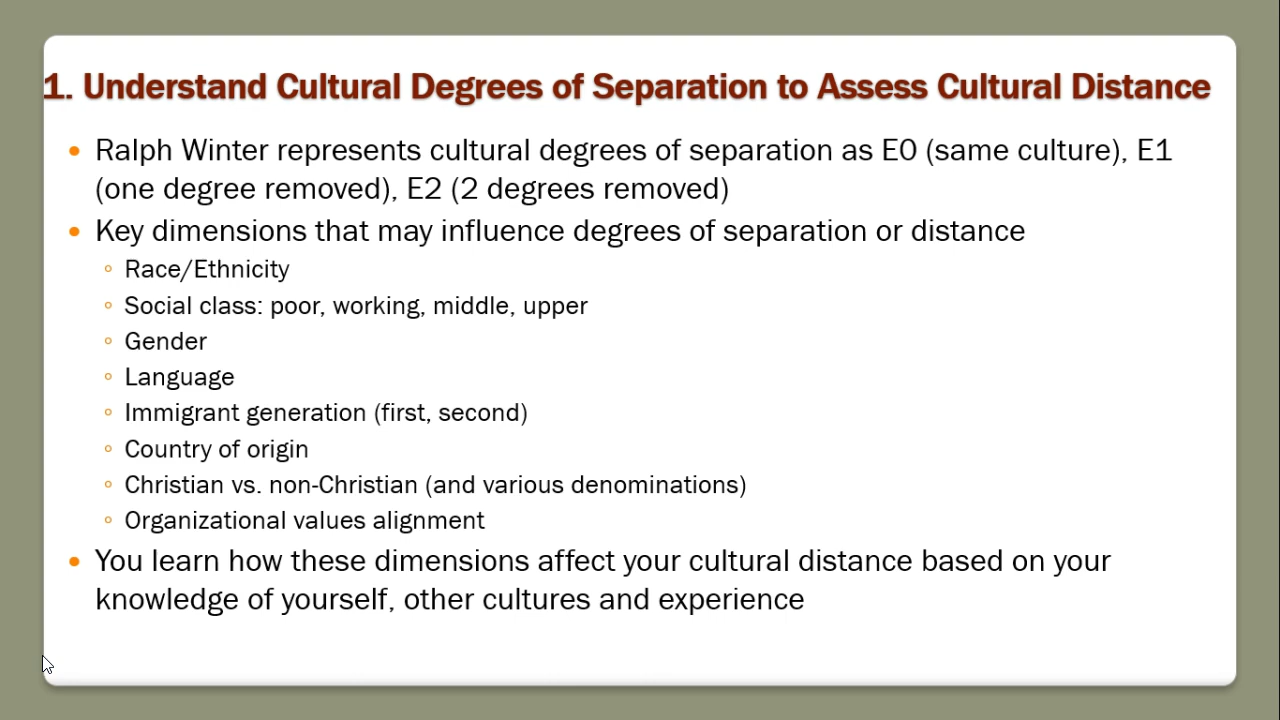 1. Understand Cultural Degrees of Separation to Assess Cultural Distance
• Ralph Winter represents cultural degrees of separation as E0 (same culture), E1
(one degree removed), E2 (2 degrees removed)
• Key dimensions that may influence degrees of separation or distance
◦ Race/Ethnicity
◦ Social class: poor, working, middle, upper
◦ Gender
◦ Language
◦ Immigrant generation (first, second)
◦ Country of origin
◦ Christian vs. non-Christian (and various denominations)
◦ Organizational values alignment
• You learn how these dimensions affect your cultural distance based on your
knowledge of yourself, other cultures and experience